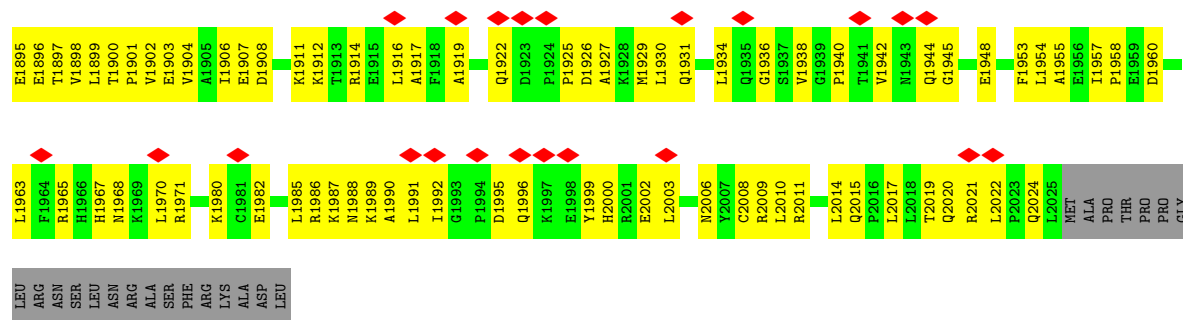 E1895 E1896 T1897 V1898 L1899 T1900 P1901 V1902 E1903 V1904 A1905 I1906 E1907 D1908 K1911 K1912 T1913 R1914 E1915 L1916 A1917 F1918 A1919 Q1922 D1923 P1924 P1925 D1926 A1927 K1928 M1929 L1930 Q1931 L1934 Q1935 G1936 S1937 V1938 G1939 P1940 T1941 V1942 N1943 Q1944 G1945 E1948 F1953 L1954 A1955 E1956 I1957 P1958 E1959 D1960
L1963 F1964 R1965 H1966 H1967 N1968 K1969 L1970 R1971 K1980 C1981 E1982 L1985 R1986 K1987 N1988 K1989 A1990 L1991 I1992 G1993 P1994 D1995 Q1996 K1997 E1998 Y1999 H2000 R2001 E2002 L2003 N2006 Y2007 C2008 R2009 L2010 R2011 L2014 Q2015 P2016 L2017 L2018 T2019 Q2020 R2021 L2022 P2023 Q2024 L2025 MET ALA PRO THR PRO PRO GLY
LEU ARG ASN SER LEU ASN ARG ALA SER PHE ARG LYS ALA ASP LEU